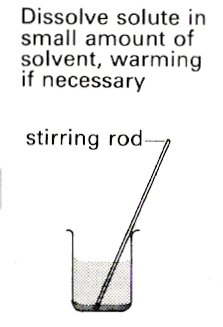 Dissolve solute in
small amount of
solvent, warming
if necessary
stirring rod